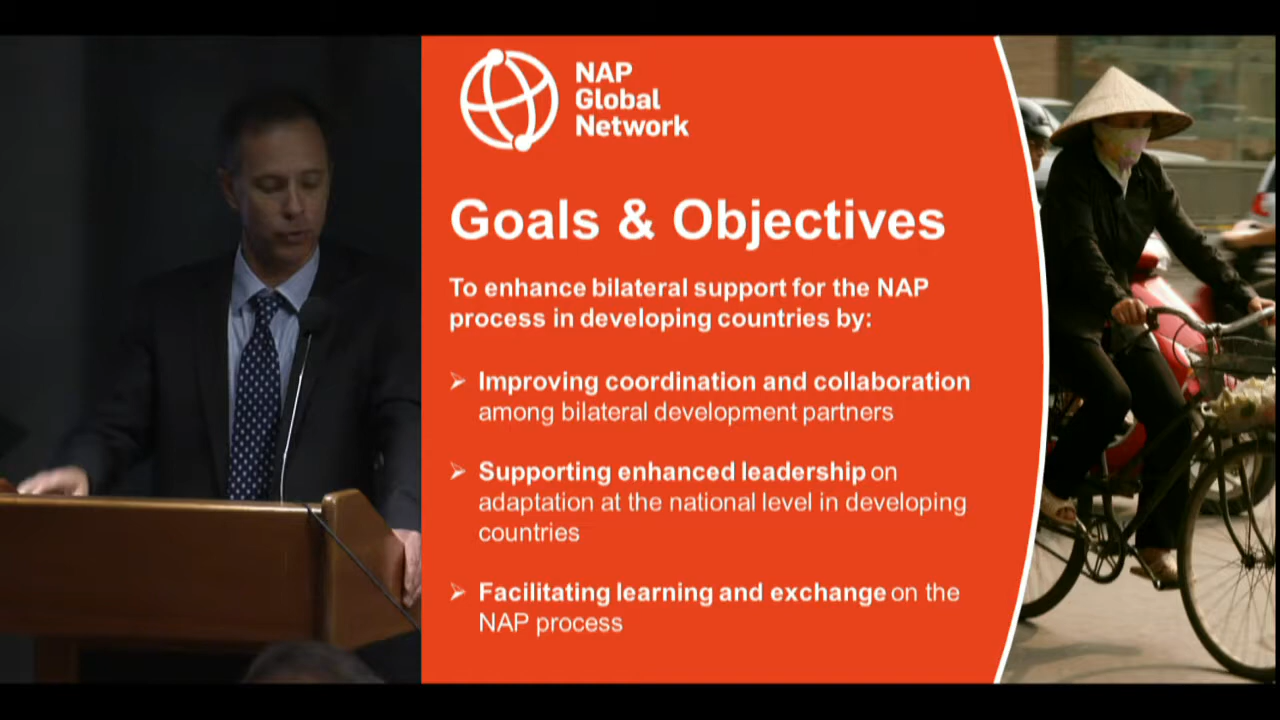 NAP
Global
Network
Goals & Objectives
To enhance bilateral support for the NAP
process in developing countries by:
➢ Improving coordination and collaboration
among bilateral development partners
➢ Supporting enhanced leadership on
adaptation at the national level in developing
countries
➢ Facilitating learning and exchange on the
NAP process